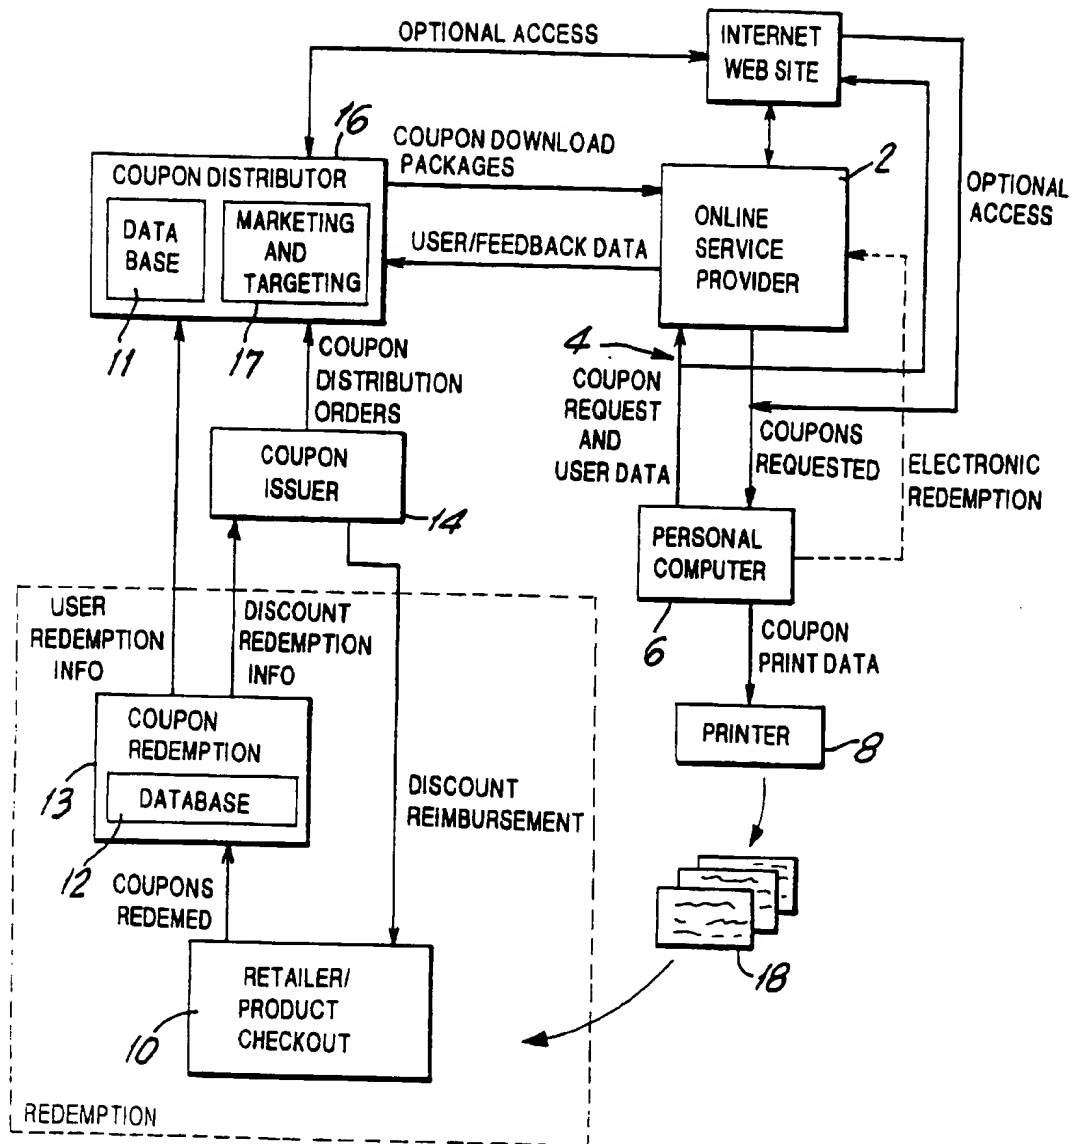 OPTIONAL ACCESS
INTERNET
WEB SITE
16
COUPON DOWNLOAD
PACKAGES
2
OPTIONAL
ACCESS
COUPON DISTRIBUTOR
DATA
BASE
MARKETING
AND
TARGETING
USER/FEEDBACK DATA
ONLINE
SERVICE
PROVIDER
11
17
COUPON
DISTRIBUTION
ORDERS
4
COUPON
REQUEST
AND
USER DATA
COUPONS
REQUESTED
ELECTRONIC
REDEMPTION
COUPON
ISSUER
14
PERSONAL
COMPUTER
6
USER
REDEMPTION
INFO
DISCOUNT
REDEMPTION
INFO
COUPON
PRINT DATA
COUPON
REDEMPTION
DATABASE
13
12
PRINTER
8
DISCOUNT
REIMBURSEMENT
COUPONS
REDEMED
18
RETAILER/
PRODUCT
CHECKOUT
10
REDEMPTION